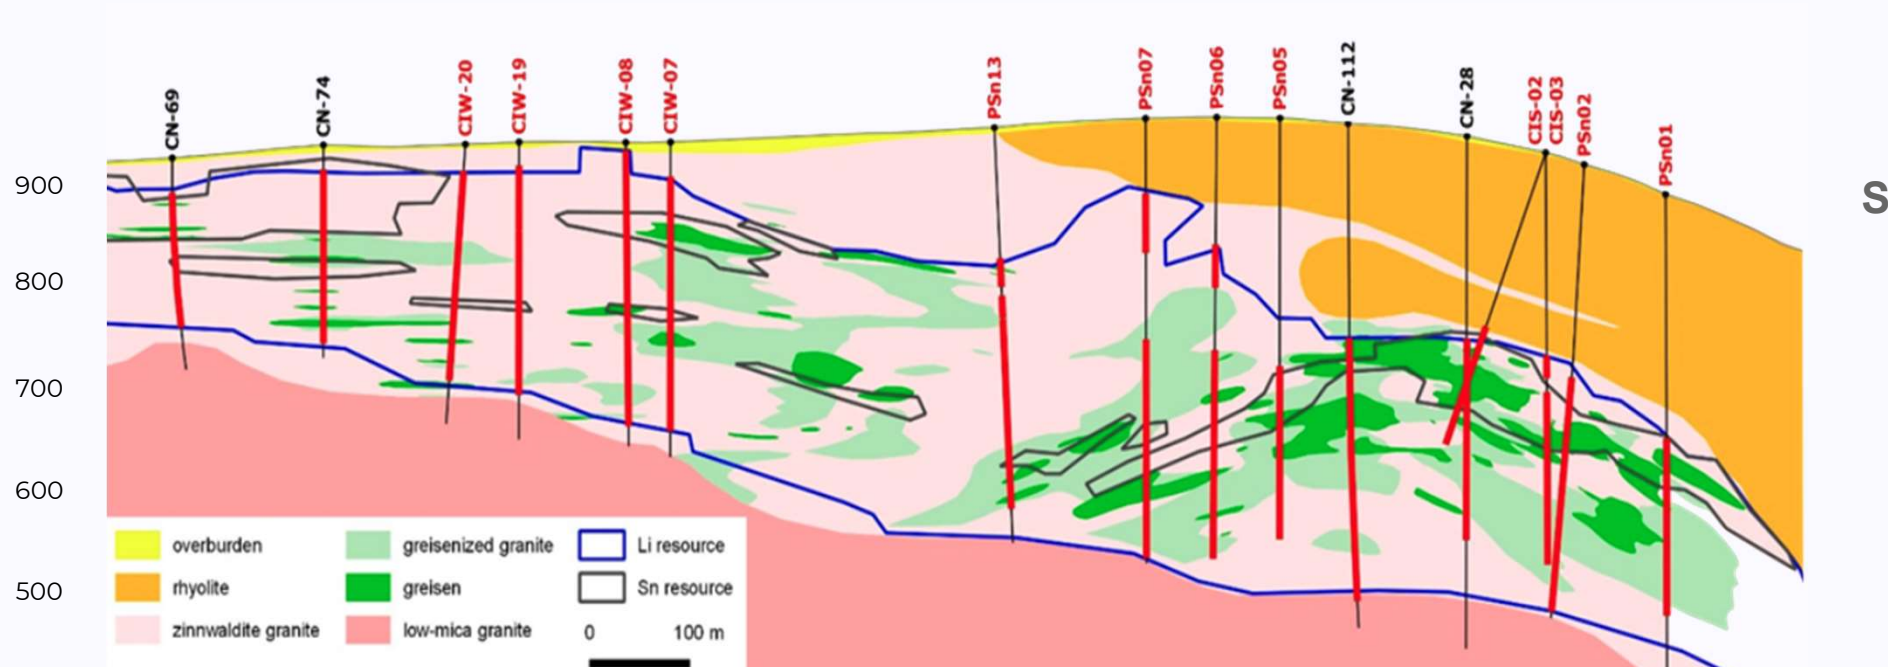 CN-69
CN-74
CIW-20
CIW-19
CIW-08
CIW-07
PSn13
PSn07
PSn06
PSn05
CN-112
CN-28
CIS-02
CIS-03
PSn02
PSn01
900
800
700
600
500
S
overburden
rhyolite
zinnwaldite granite
greisenized granite
greisen
low-mica granite
Li resource
Sn resource
0 100 m